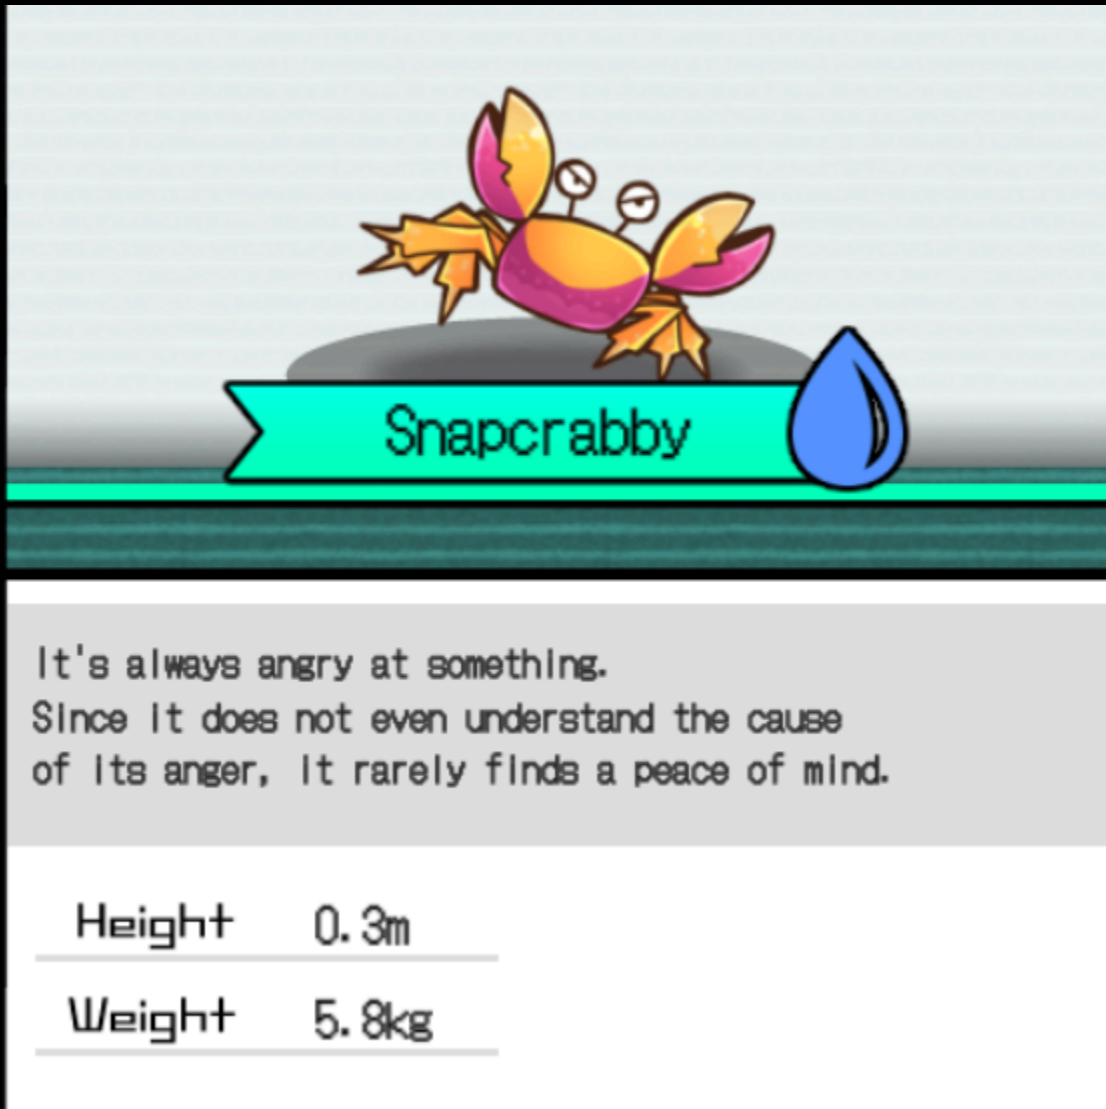 Snapcrabby
It's always angry at something.
Since it does not even understand the cause
of its anger, it rarely finds a peace of mind.
Height 0.3m
Weight 5.8kg